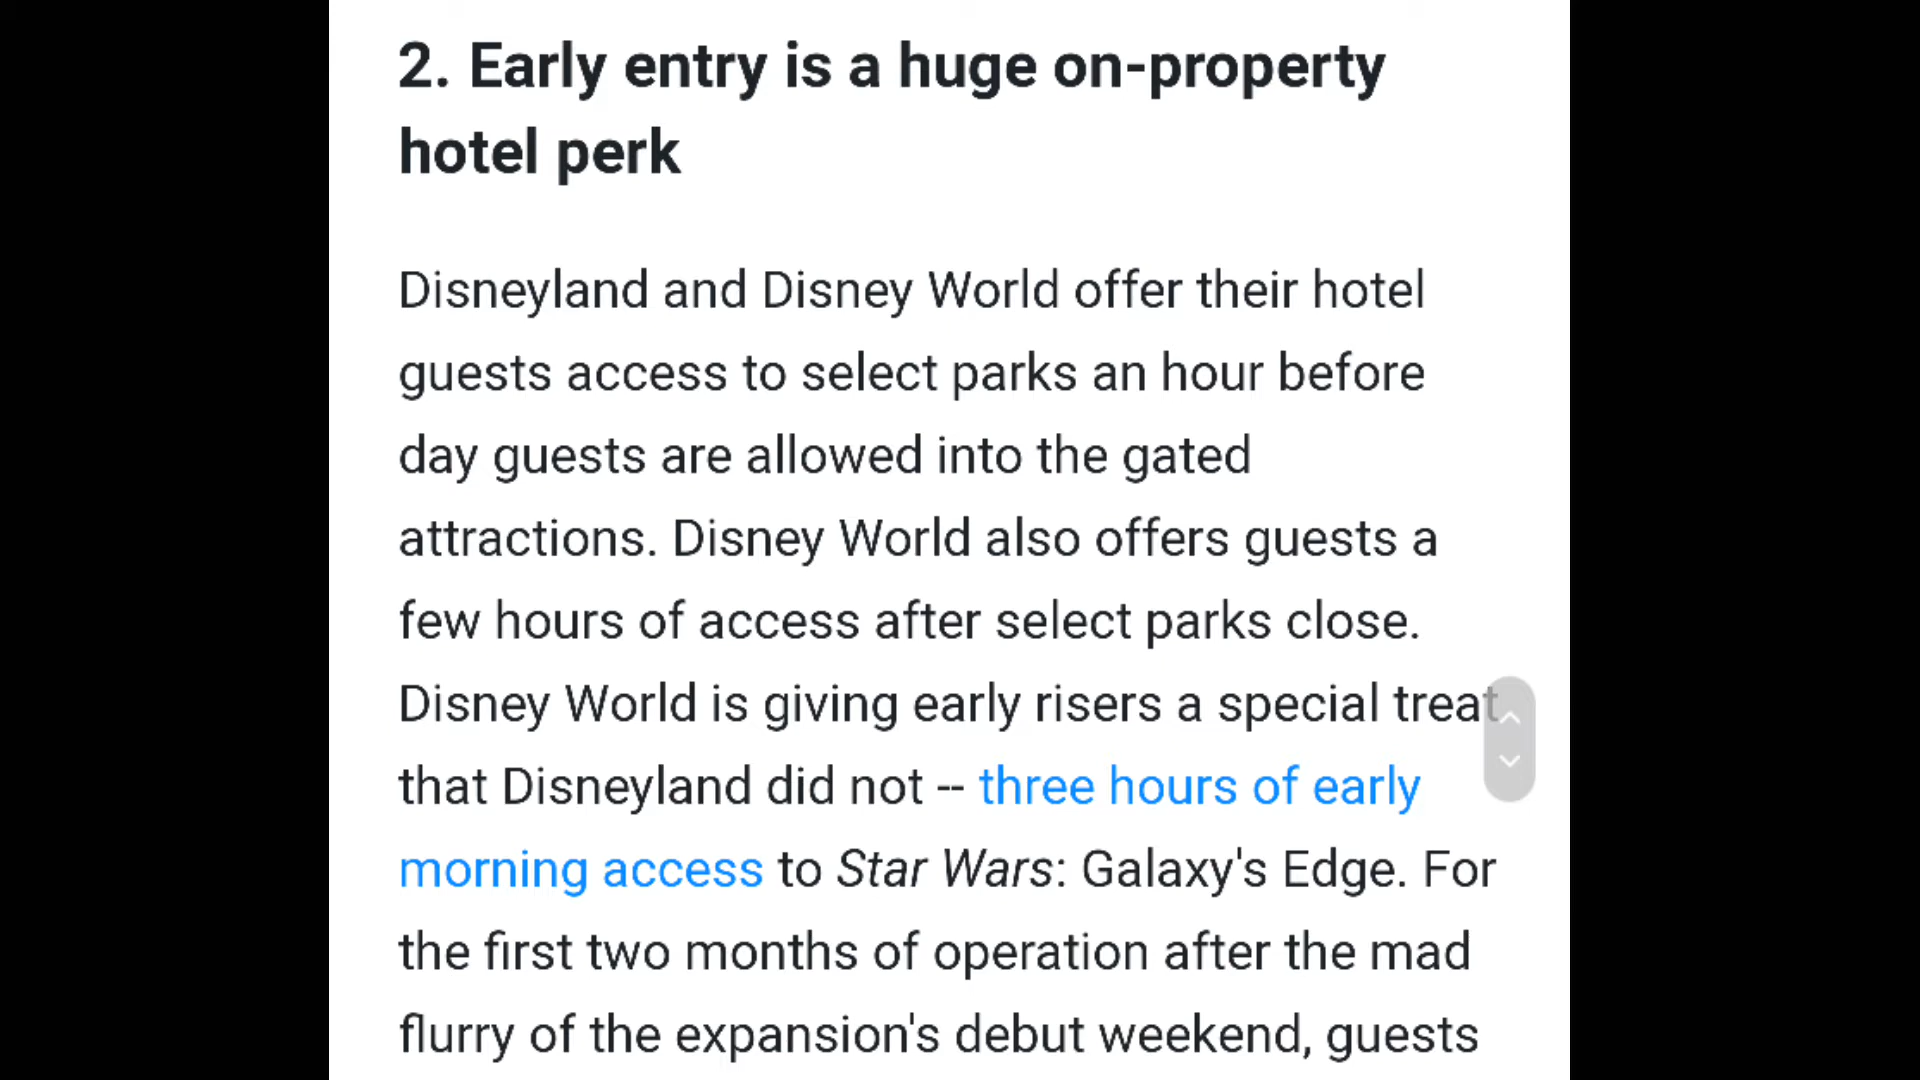 2. Early entry is a huge on-property
hotel perk
Disneyland and Disney World offer their hotel
guests access to select parks an hour before
day guests are allowed into the gated
attractions. Disney World also offers guests a
few hours of access after select parks close.
Disney World is giving early risers a special treat
that Disneyland did not -- three hours of early
morning access to Star Wars: Galaxy's Edge. For
the first two months of operation after the mad
flurry of the expansion's debut weekend, guests